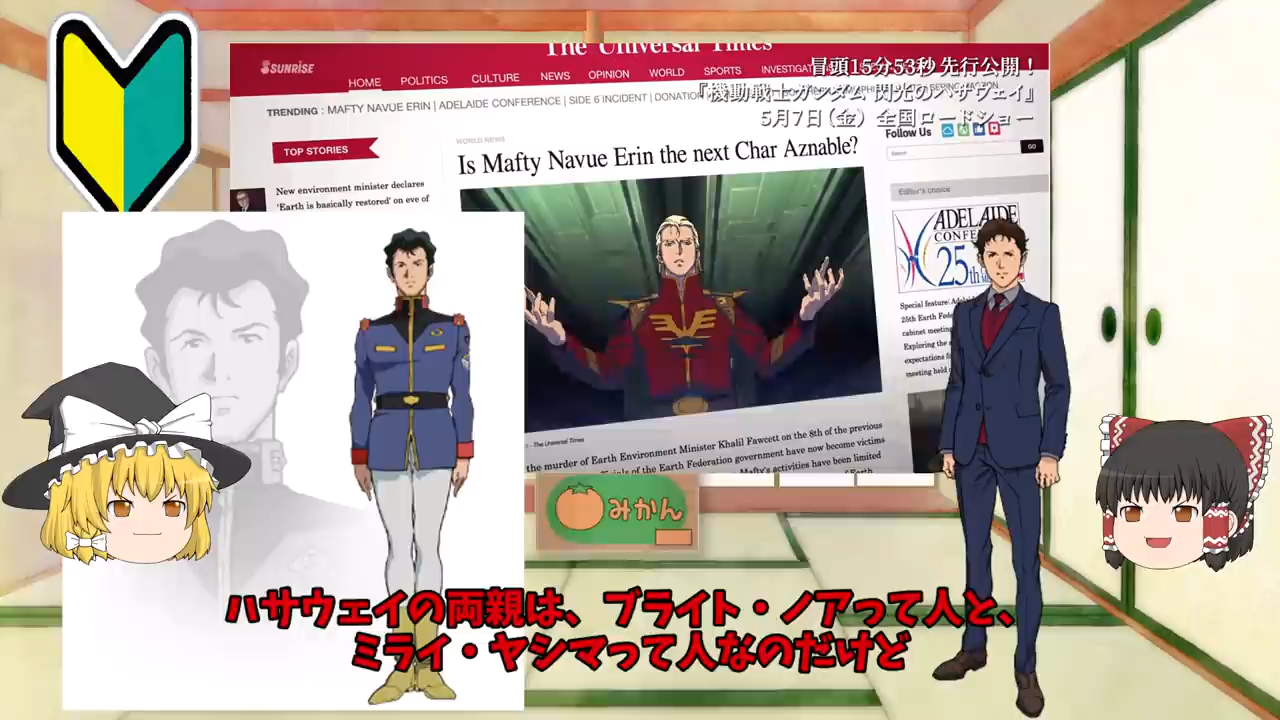 The Universal Times
SUNRISE
HOME POLITICS CULTURE NEWS OPINION WORLD SPORTS
冒頭15分53秒 先行公開！
『機動戦士ガンダム 閃光のハサウェイ』
5月7日（金） 全国ロードショー
TRENDING : MAFTY NAVUE ERIN | ADELAIDE CONFERENCE | SIDE 6 INCIDENT |
TOP STORIES
New environment minister declares
'Earth is basically restored' on eve of
WORLD NEWS
Is Mafty Navue Erin the next Char Aznable?
Follow Us
Search
GO
Editor's choice
ADELAIDE
25th
Special feature:
25th Earth
cabinet meeting
Exploring the
expectations
meeting held
- The Universal Times
the murder of Earth Environment Minister Khalil Fawcett on the 8th of the previous
of the Earth Federation government have now become victims
Mafty's activities have been limited
みかん
ハサウェイの両親は、ブライト・ノアって人と、
ミライ・ヤシマって人なのだけど